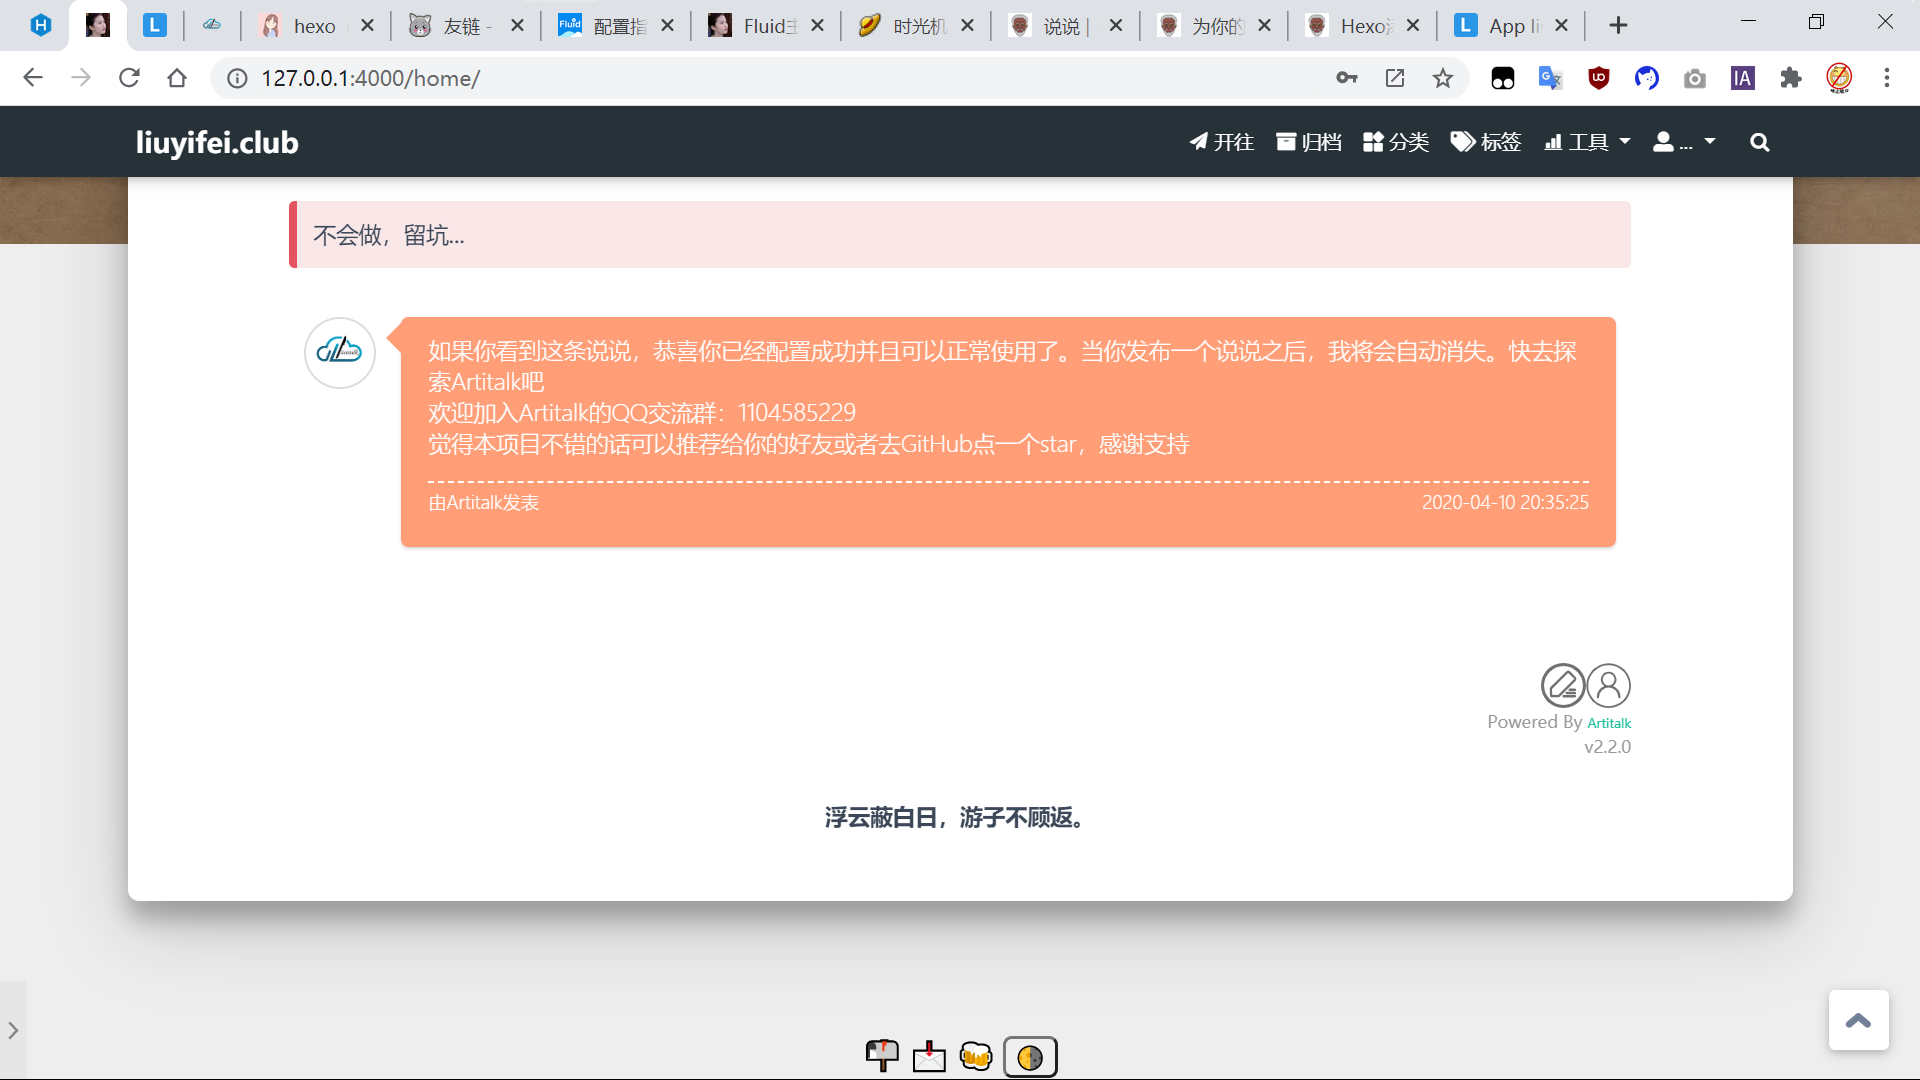 hexo
友链 -
配置指
Fluid主
时光机
说说 |
为你的
Hexo添
App li
127.0.0.1:4000/home/
liuyifei.club
开往 归档 分类 标签 工具 ...
不会做，留坑...
如果你看到这条说说，恭喜你已经配置成功并且可以正常使用了。当你发布一个说说之后，我将会自动消失。快去探
索Artitalk吧
欢迎加入Artitalk的QQ交流群：1104585229
觉得本项目不错的话可以推荐给你的好友或者去GitHub点一个star，感谢支持
由Artitalk发表 2020-04-10 20:35:25
Powered By Artitalk
v2.2.0
浮云蔽白日，游子不顾返。